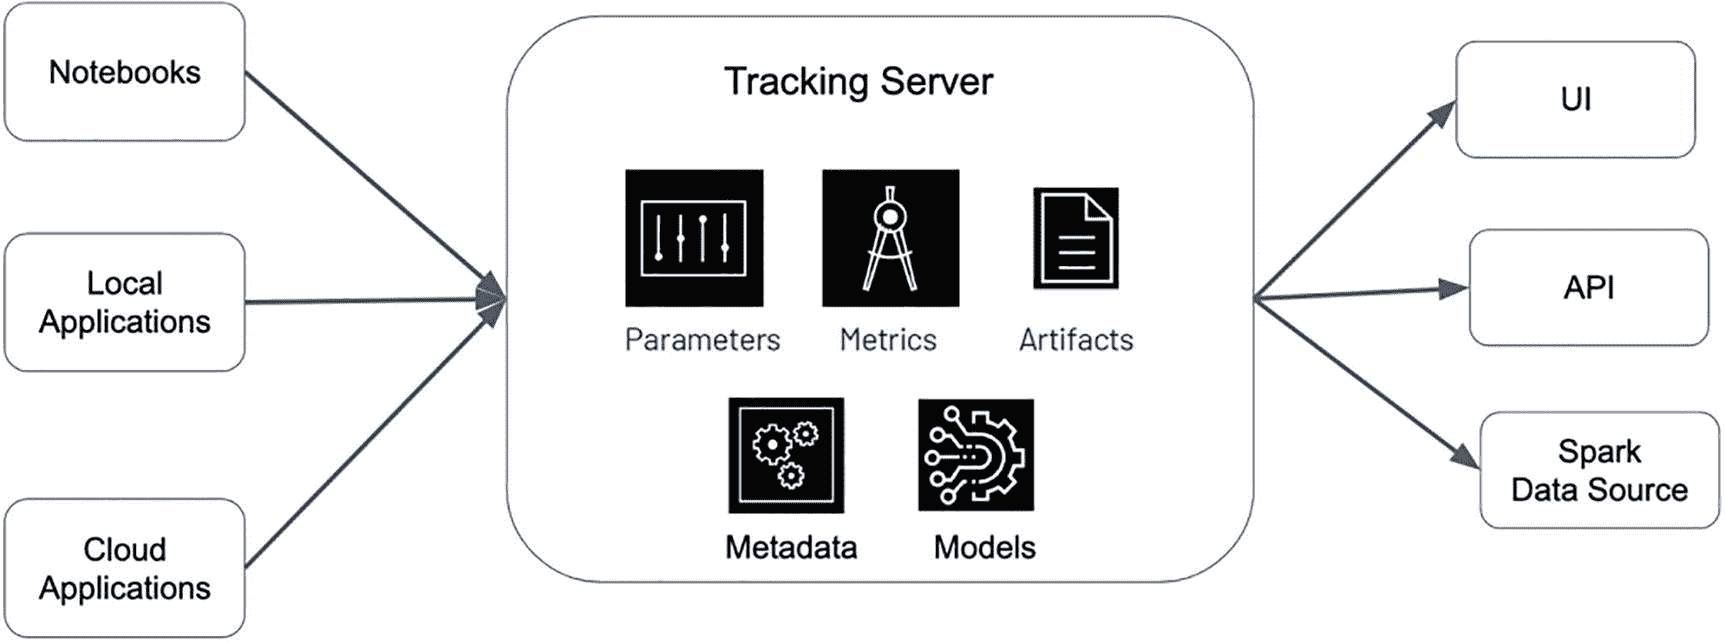 Notebooks
Local
Applications
Cloud
Applications
Tracking Server
Parameters
Metrics
Artifacts
Metadata
Models
UI
API
Spark
Data Source